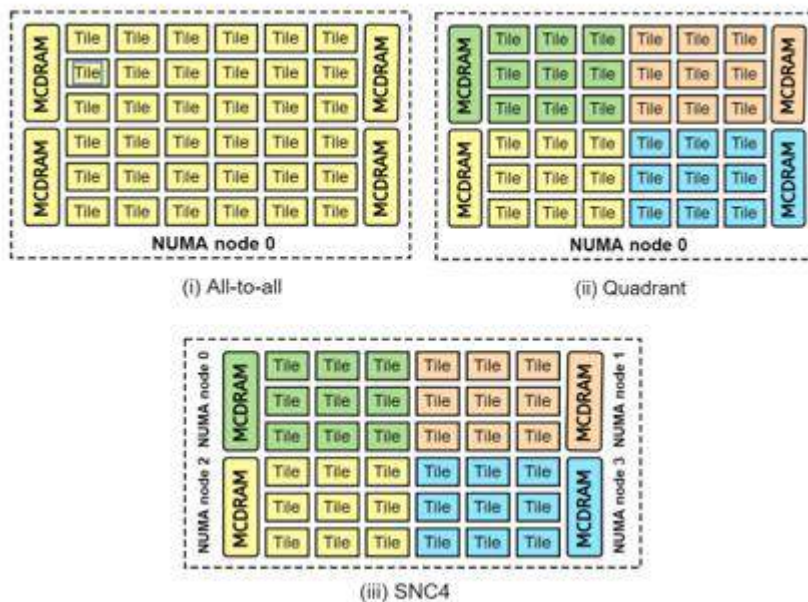 MCDRAM Tile Tile Tile Tile Tile Tile MCDRAM
Tile Tile Tile Tile Tile Tile
Tile Tile Tile Tile Tile Tile
MCDRAM Tile Tile Tile Tile Tile Tile MCDRAM
Tile Tile Tile Tile Tile Tile
Tile Tile Tile Tile Tile Tile
NUMA node 0
(i) All-to-all
MCDRAM Tile Tile Tile Tile Tile Tile MCDRAM
Tile Tile Tile Tile Tile Tile
Tile Tile Tile Tile Tile Tile
MCDRAM Tile Tile Tile Tile Tile Tile MCDRAM
Tile Tile Tile Tile Tile Tile
Tile Tile Tile Tile Tile Tile
NUMA node 0
(ii) Quadrant
NUMA node 0 MCDRAM Tile Tile Tile Tile Tile Tile MCDRAM NUMA node 1
Tile Tile Tile Tile Tile Tile
Tile Tile Tile Tile Tile Tile
NUMA node 2 MCDRAM Tile Tile Tile Tile Tile Tile MCDRAM NUMA node 3
Tile Tile Tile Tile Tile Tile
Tile Tile Tile Tile Tile Tile
(iii) SNC4